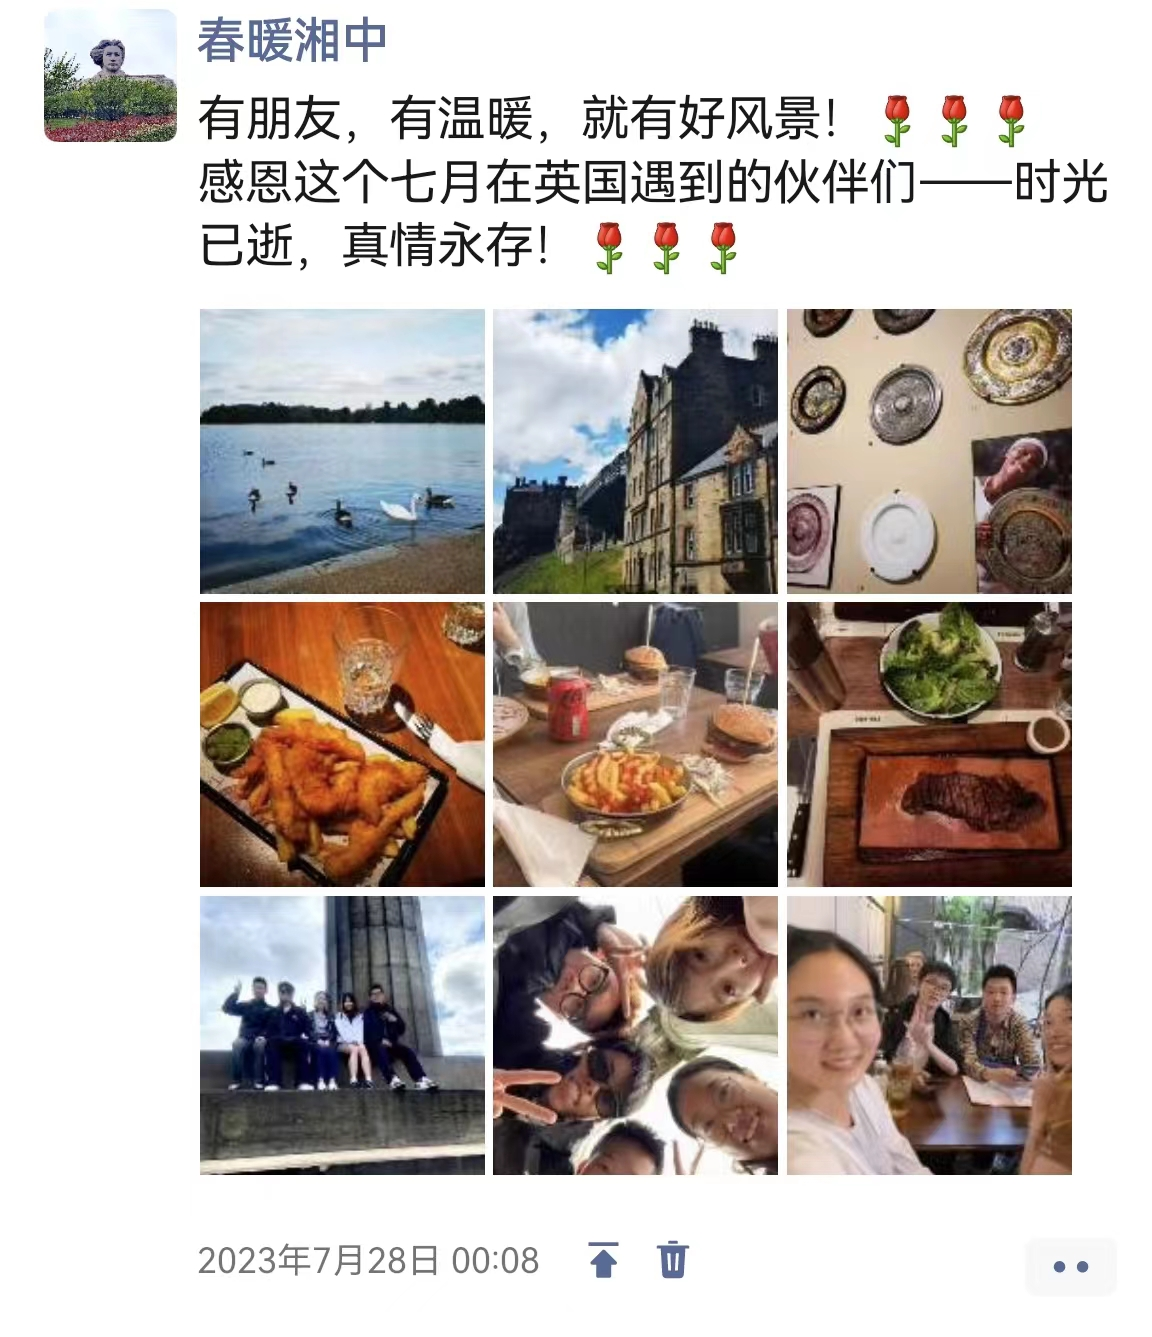 春暖湘中
有朋友，有温暖，就有好风景！🌹🌹🌹
感恩这个七月在英国遇到的伙伴们——时光
已逝，真情永存！🌹🌹🌹
2023年7月28日 00:08